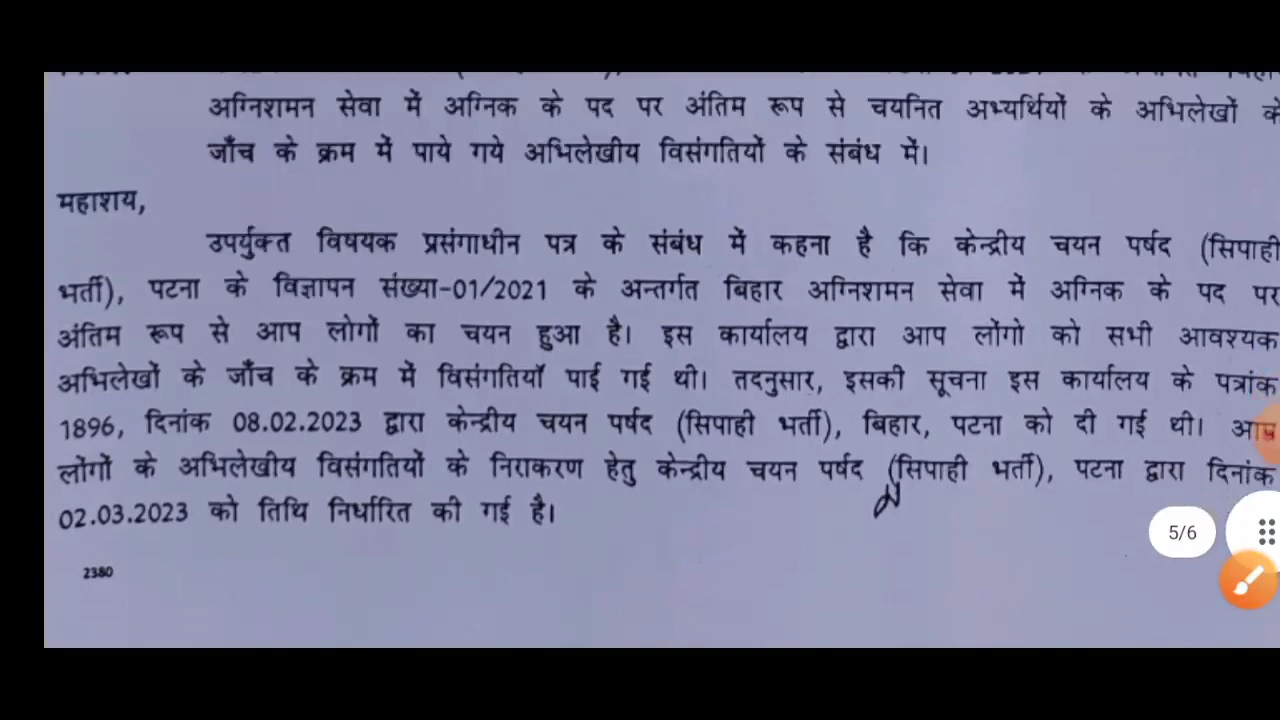 अग्निशमन सेवा में अग्निक के पद पर अंतिम रूप से चयनित अभ्यर्थियों के अभिलेखों के
जाँच के क्रम में पाये गये अभिलेखीय विसंगतियों के संबंध में।
महाशय,
उपर्युक्त विषयक प्रसंगाधीन पत्र के संबंध में कहना है कि केन्द्रीय चयन पर्षद (सिपाही
भर्ती), पटना के विज्ञापन संख्या-01/2021 के अन्तर्गत बिहार अग्निशमन सेवा में अग्निक के पद पर
अंतिम रूप से आप लोगों का चयन हुआ है। इस कार्यालय द्वारा आप लोंगो को सभी आवश्यक
अभिलेखों के जाँच के क्रम में विसंगतियाँ पाई गई थी। तदनुसार, इसकी सूचना इस कार्यालय के पत्रांक
1896, दिनांक 08.02.2023 द्वारा केन्द्रीय चयन पर्षद (सिपाही भर्ती), बिहार, पटना को दी गई थी। आप
लोंगों के अभिलेखीय विसंगतियों के निराकरण हेतु केन्द्रीय चयन पर्षद (सिपाही भर्ती), पटना द्वारा दिनांक
02.03.2023 को तिथि निर्धारित की गई है।
5/6
2380